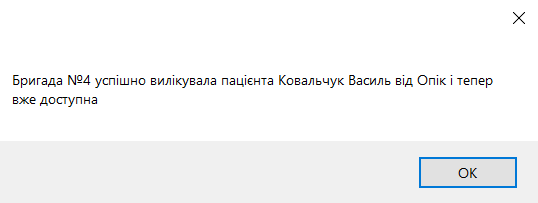 Бригада №4 успішно вилікувала пацієнта Ковальчук Василь від Опік і тепер
вже доступна
OK